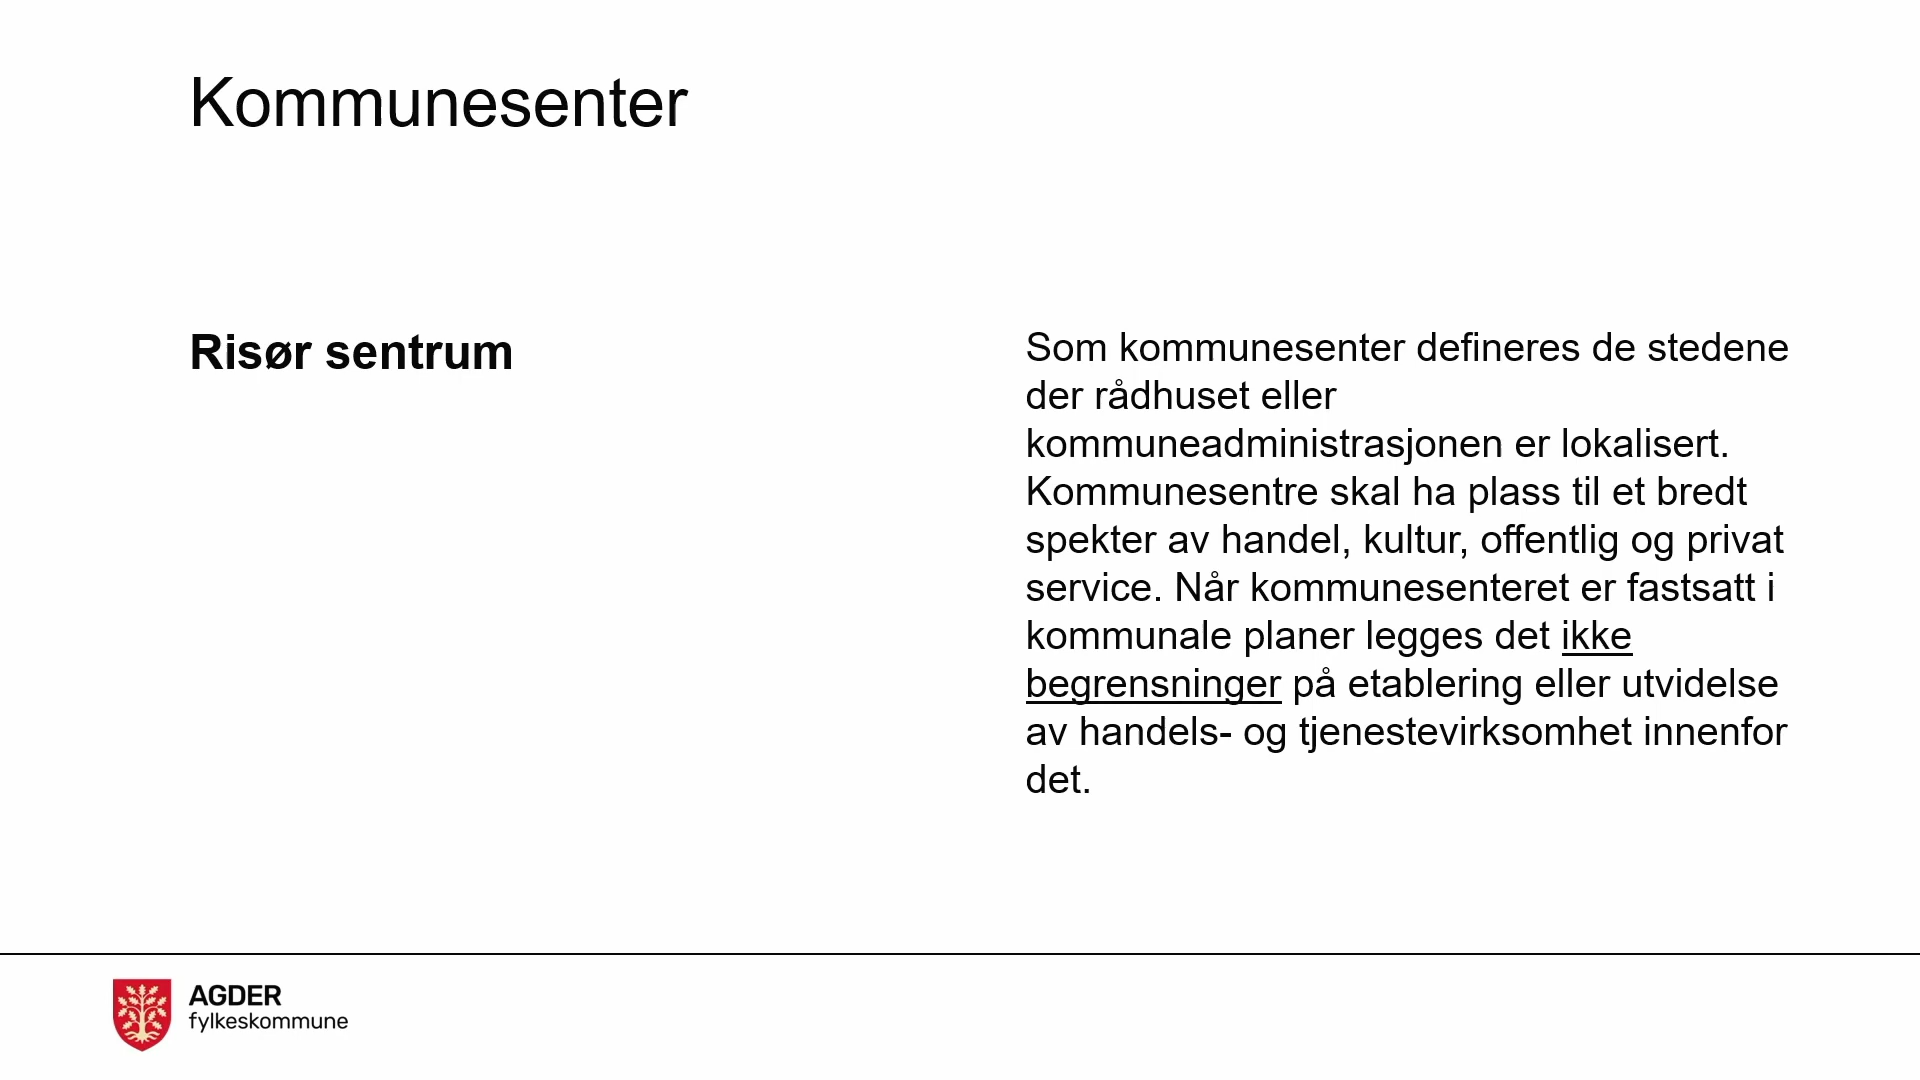 Kommunesenter
Risør sentrum
Som kommunesenter defineres de stedene
der rådhuset eller
kommuneadministrasjonen er lokalisert.
Kommunesentre skal ha plass til et bredt
spekter av handel, kultur, offentlig og privat
service. Når kommunesenteret er fastsatt i
kommunale planer legges det ikke
begrensninger på etablering eller utvidelse
av handels- og tjenestevirksomhet innenfor
det.
AGDER
fylkeskommune